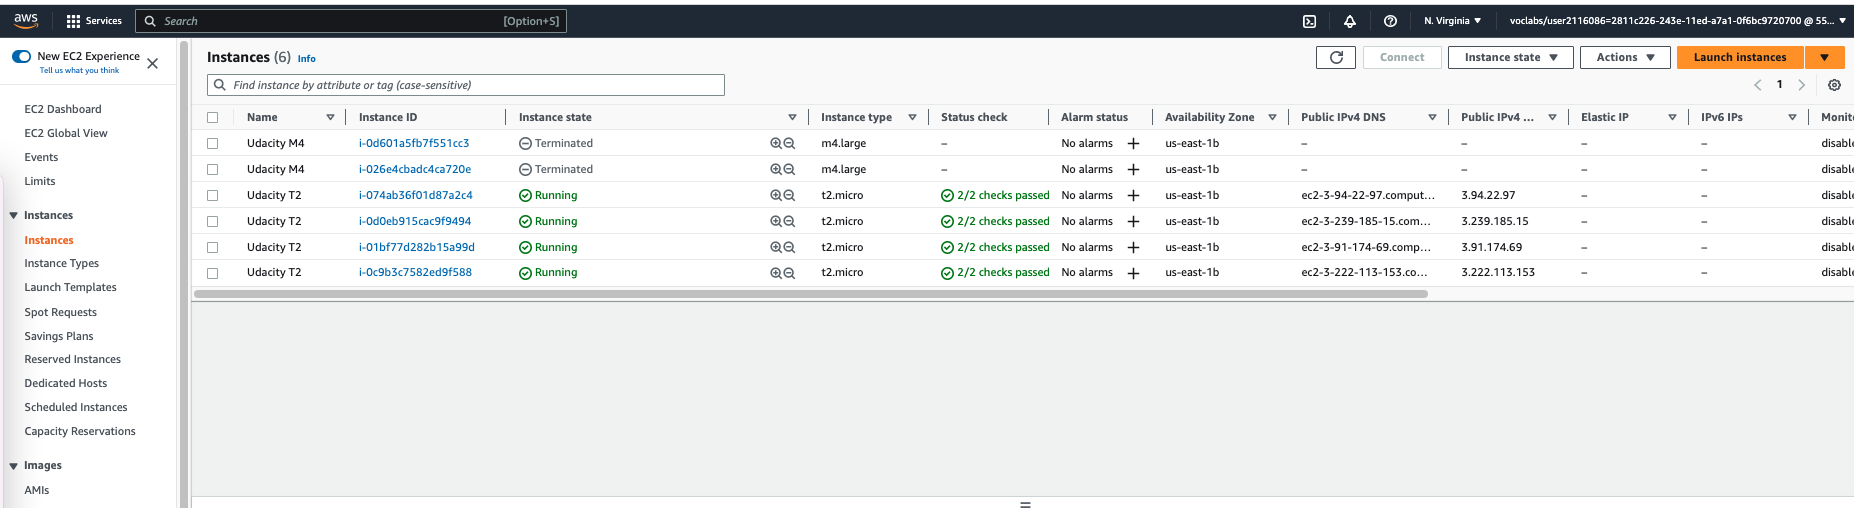 aws Services Search [Option+S] N. Virginia voclabs/user2116086=2811c226-243e-11ed-a7a1-0f6bc9720700 @ 55...
New EC2 Experience
Tell us what you think
EC2 Dashboard
EC2 Global View
Events
Limits
Instances
Instances
Instance Types
Launch Templates
Spot Requests
Savings Plans
Reserved Instances
Dedicated Hosts
Scheduled Instances
Capacity Reservations
Images
AMIs
Instances (6) Info Connect Instance state Actions Launch instances
Find instance by attribute or tag (case-sensitive) 1
Name Instance ID Instance state Instance type Status check Alarm status Availability Zone Public IPv4 DNS Public IPv4 ... Elastic IP IPv6 IPs Monit
Udacity M4 i-0d601a5fb7f551cc3 Terminated m4.large – No alarms + us-east-1b – – – – disable
Udacity M4 i-026e4cbadc4ca720e Terminated m4.large – No alarms + us-east-1b – – – – disable
Udacity T2 i-074ab36f01d87a2c4 Running t2.micro 2/2 checks passed No alarms + us-east-1b ec2-3-94-22-97.comput... 3.94.22.97 – – disable
Udacity T2 i-0d0eb915cac9f9494 Running t2.micro 2/2 checks passed No alarms + us-east-1b ec2-3-239-185-15.com... 3.239.185.15 – – disable
Udacity T2 i-01bf77d282b15a99d Running t2.micro 2/2 checks passed No alarms + us-east-1b ec2-3-91-174-69.comp... 3.91.174.69 – – disable
Udacity T2 i-0c9b3c7582ed9f588 Running t2.micro 2/2 checks passed No alarms + us-east-1b ec2-3-222-113-153.co... 3.222.113.153 – – disable